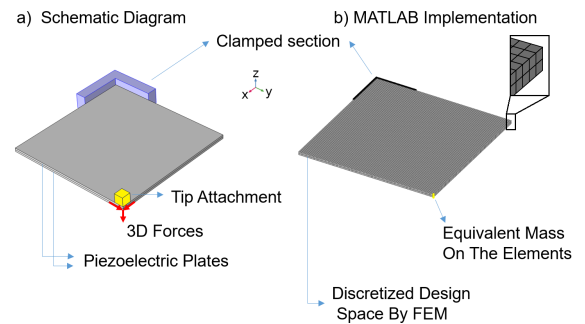 a) Schematic Diagram
b) MATLAB Implementation
Clamped section
z
x
y
Tip Attachment
3D Forces
Piezoelectric Plates
Equivalent Mass
On The Elements
Discretized Design
Space By FEM